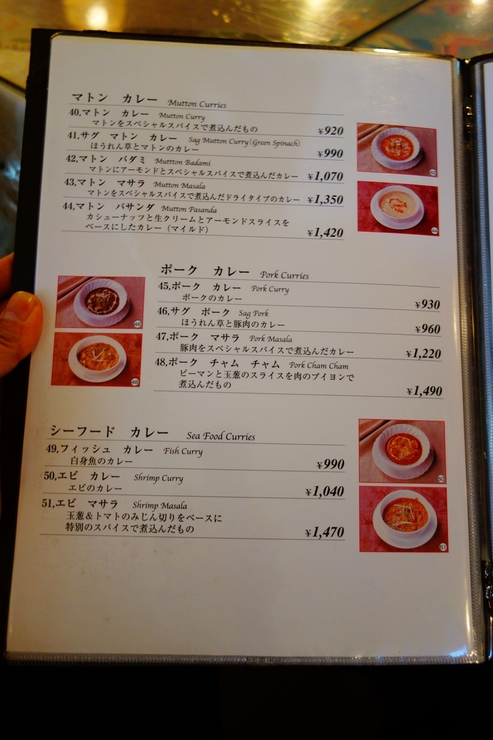 マトン カレー Mutton Curries
40,マトン カレー Mutton Curry
マトンをスペシャルスパイスで煮込んだもの ¥920
41,サグ マトン カレー Sag Mutton Curry(Green Spinach)
ほうれん草とマトンのカレー ¥990
42,マトン バダミ Muttton Badami
マトンにアーモンドとスペシャルスパイスで煮込んだカレー ¥1,070
43,マトン マサラ Mutton Masala
マトンをスペシャルスパイスで煮込んだドライタイプのカレー ¥1,350
44,マトン パサンダ Mutton Pasanda
カシューナッツと生クリームとアーモンドスライスを
ベースにしたカレー（マイルド） ¥1,420
ポーク カレー Pork Curries
45,ポーク カレー Pork Curry
ポークのカレー ¥930
46,サグ ポーク Sag Pork
ほうれん草と豚肉のカレー ¥960
47,ポーク マサラ Pork Masala
豚肉をスペシャルスパイスで煮込んだカレー ¥1,220
48,ポーク チャム チャム Pork Cham Cham
ピーマンと玉葱のスライスを肉のブイヨンで
煮込んだもの ¥1,490
シーフード カレー Sea Food Curries
49,フィッシュ カレー Fish Curry
白身魚のカレー ¥990
50,エビ カレー Shrimp Curry
エビのカレー ¥1,040
51,エビ マサラ Shrimp Masala
玉葱＆トマトのみじん切りをベースに
特別のスパイスで煮込んだもの ¥1,470